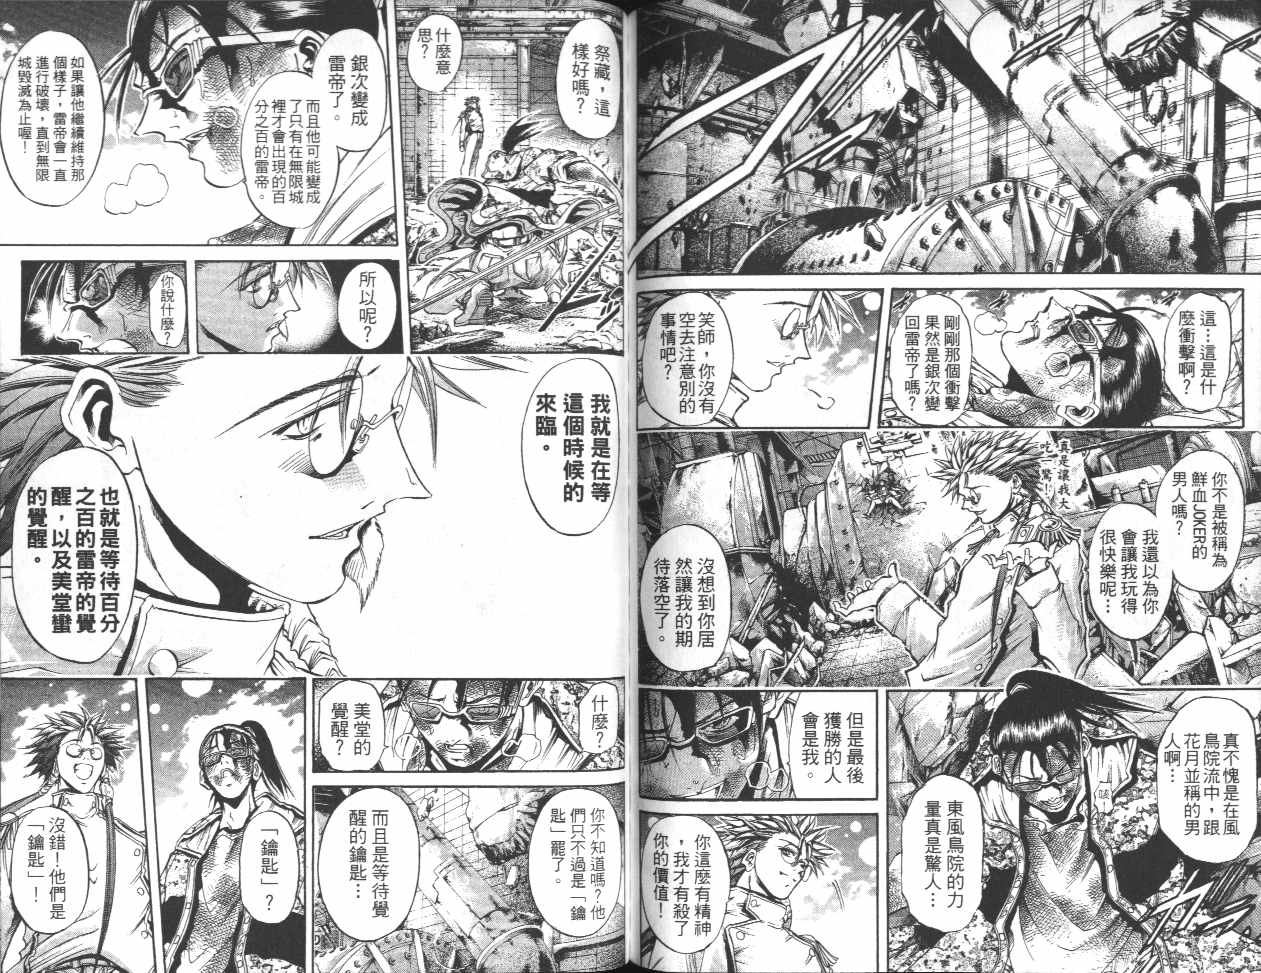 這…這是什
麼衝擊啊？
剛剛那個衝擊
果然是銀次變
回雷帝了嗎？
笑師，你沒有
空去注意別的
事情吧？
真是讓我大
吃一驚！！
你不是被稱為
鮮血JOKER的
男人嗎？
我還以為你
會讓我玩得
很快樂呢…
沒想到你居
然讓我的期
待落空了。
真不愧是在風
鳥院流中，跟
花月並稱的男
人啊…
咳！
東風鳥院的力
量真是驚人…
但是最後
獲勝的人
會是我。
你這麼有精神
，我才有殺了
你的價值！
祭藏，這
樣好嗎？
什麼意
思？
銀次變成
雷帝了。
而且他可能變成
了只有在無限城
裡才會出現的百
分之百的雷帝。
如果讓他繼續維持那
個樣子，雷帝會一直
進行破壞，直到無限
城毀滅為止喔！
所以呢？
你說什麼？
我就是在等
這個時候的
來臨。
也就是等待百分
之百的雷帝的覺
醒，以及美堂蠻
的覺醒。
什麼？
美堂的
覺醒？
你不知道嗎？他
們只不過是「鑰
匙」罷了。
而且是等待覺
醒的鑰匙…
「鑰匙」？
沒錯！他們是
「鑰匙」！